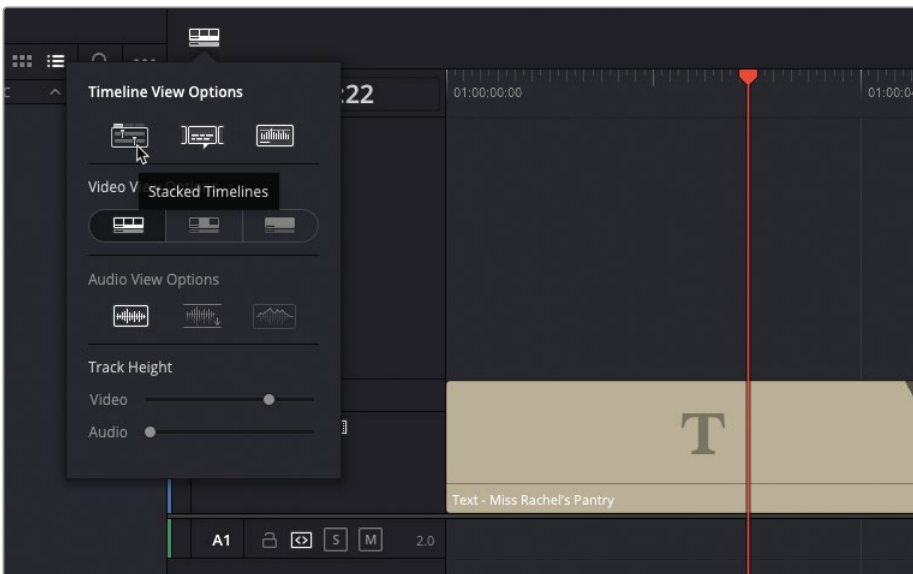 Timeline View Options
:22
01:00:00:00
01:00:0
Stacked Timelines
Audio View Options
Track Height
Video
Audio
T
Text - Miss Rachel's Pantry
A1
S
M
2.0